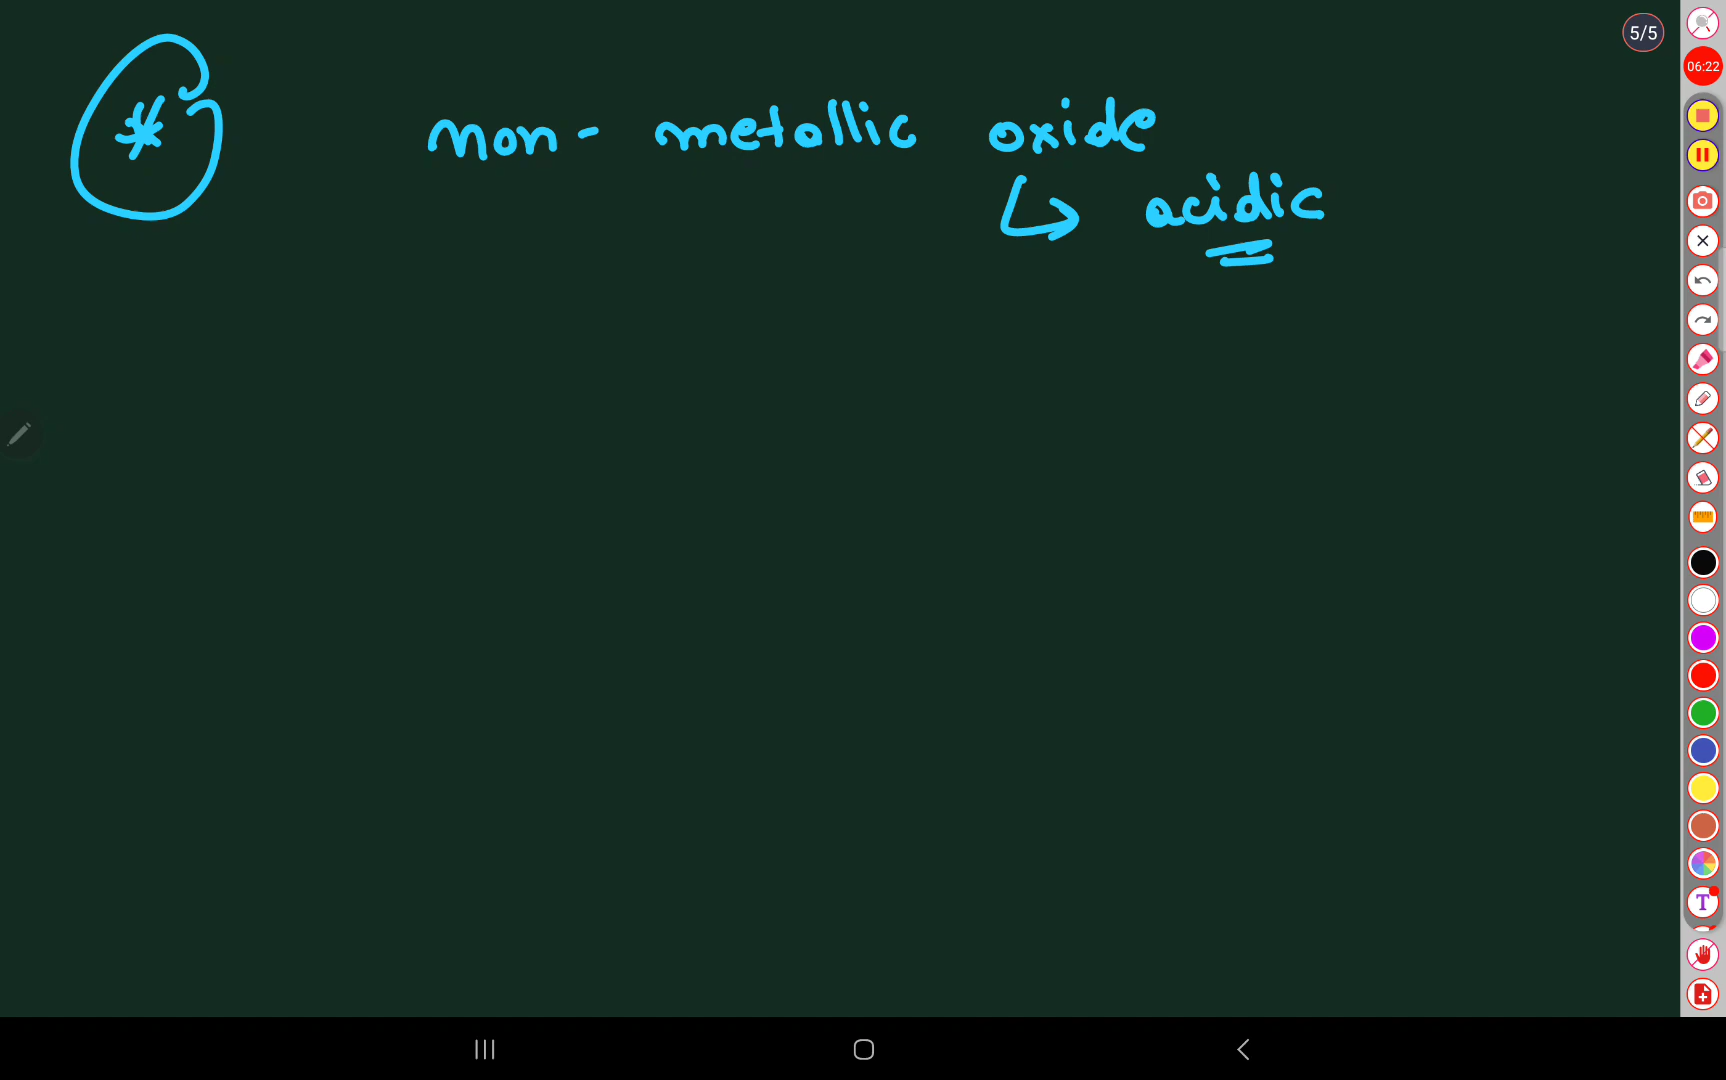 5/5
06:22
* non- metallic oxide
↳ acidic
T